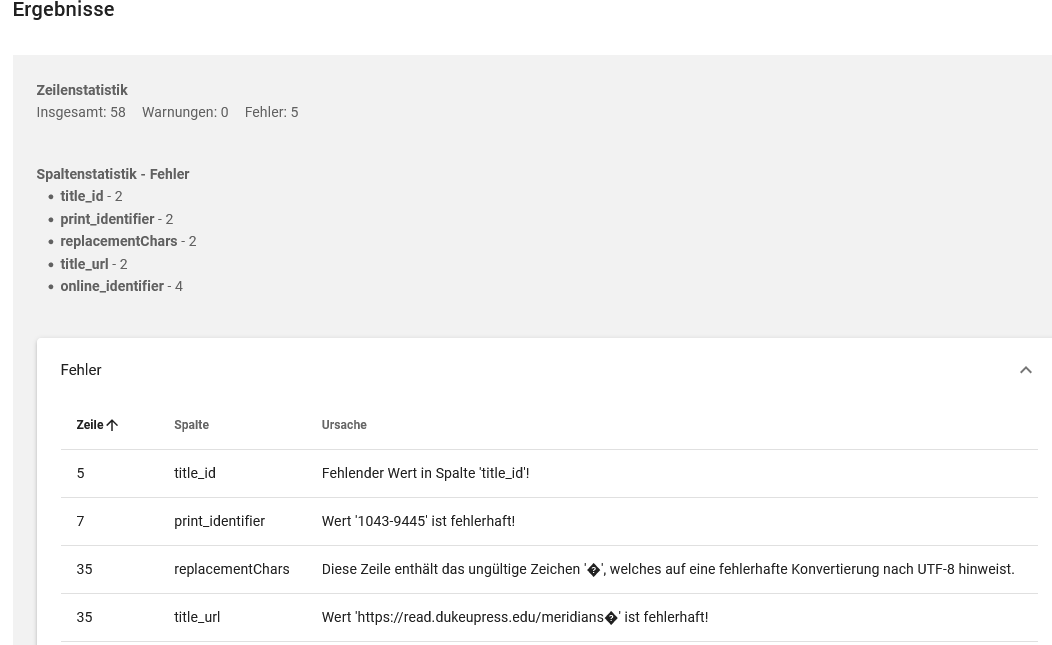 Ergebnisse
Zeilenstatistik
Insgesamt: 58 Warnungen: 0 Fehler: 5
Spaltenstatistik - Fehler
• title_id - 2
• print_identifier - 2
• replacementChars - 2
• title_url - 2
• online_identifier - 4
Fehler
Zeile Spalte Ursache
5 title_id Fehlender Wert in Spalte 'title_id'!
7 print_identifier Wert '1043-9445' ist fehlerhaft!
35 replacementChars Diese Zeile enthält das ungültige Zeichen '�', welches auf eine fehlerhafte Konvertierung nach UTF-8 hinweist.
35 title_url Wert 'https://read.dukeupress.edu/meridians�' ist fehlerhaft!